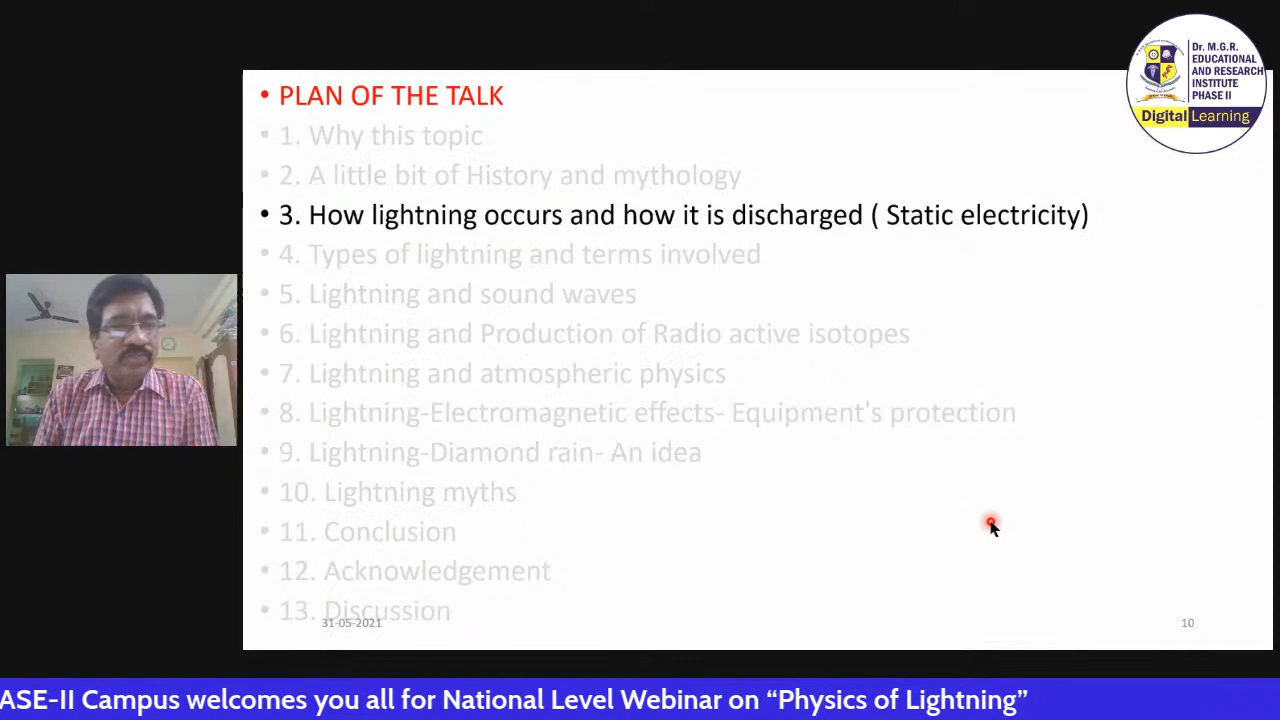 Dr. M.G.R.
EDUCATIONAL
AND RESEARCH
INSTITUTE
PHASE II
Digital Learning
• PLAN OF THE TALK
• 1. Why this topic
• 2. A little bit of History and mythology
• 3. How lightning occurs and how it is discharged ( Static electricity)
• 4. Types of lightning and terms involved
• 5. Lightning and sound waves
• 6. Lightning and Production of Radio active isotopes
• 7. Lightning and atmospheric physics
• 8. Lightning-Electromagnetic effects- Equipment's protection
• 9. Lightning-Diamond rain- An idea
• 10. Lightning myths
• 11. Conclusion
• 12. Acknowledgement
• 13. Discussion
31-05-2021
10
ASE-II Campus welcomes you all for National Level Webinar on “Physics of Lightning”